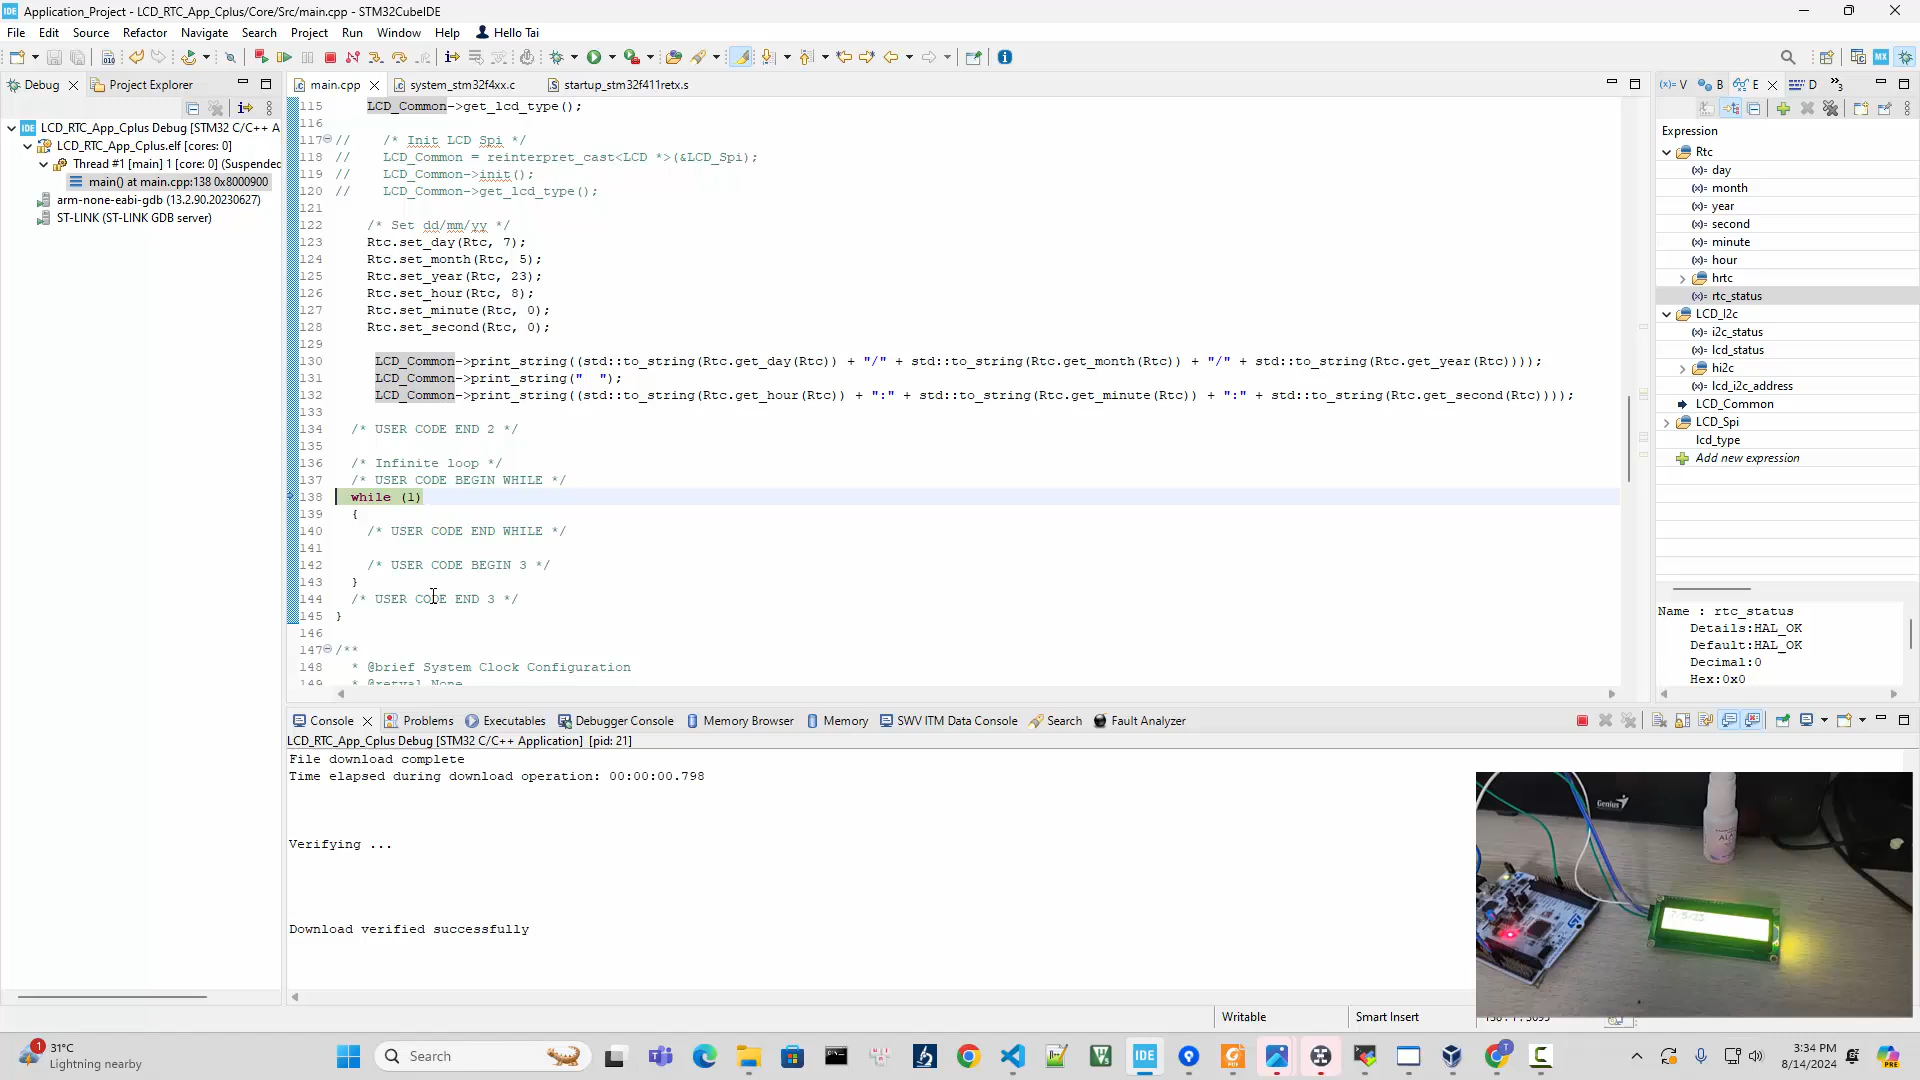 Application_Project - LCD_RTC_App_Cplus/Core/Src/main.cpp - STM32CubeIDE
File Edit Source Refactor Navigate Search Project Run Window Help Hello Tai
Debug Project Explorer
main.cpp system_stm32f4xx.c startup_stm32f411retx.s
(x)= V B E D
LCD_RTC_App_Cplus Debug [STM32 C/C++ A
LCD_RTC_App_Cplus.elf [cores: 0]
Thread #1 [main] 1 [core: 0] (Suspended
main() at main.cpp:138 0x8000900
arm-none-eabi-gdb (13.2.90.20230627)
ST-LINK (ST-LINK GDB server)
115 LCD_Common->get_lcd_type();
116
117 // /* Init LCD Spi */
118 // LCD_Common = reinterpret_cast<LCD *>(&LCD_Spi);
119 // LCD_Common->init();
120 // LCD_Common->get_lcd_type();
121
122 /* Set dd/mm/yy */
123 Rtc.set_day(Rtc, 7);
124 Rtc.set_month(Rtc, 5);
125 Rtc.set_year(Rtc, 23);
126 Rtc.set_hour(Rtc, 8);
127 Rtc.set_minute(Rtc, 0);
128 Rtc.set_second(Rtc, 0);
129
130 LCD_Common->print_string((std::to_string(Rtc.get_day(Rtc)) + "/" + std::to_string(Rtc.get_month(Rtc)) + "/" + std::to_string(Rtc.get_year(Rtc))));
131 LCD_Common->print_string("  ");
132 LCD_Common->print_string((std::to_string(Rtc.get_hour(Rtc)) + ":" + std::to_string(Rtc.get_minute(Rtc)) + ":" + std::to_string(Rtc.get_second(Rtc))));
133
134 /* USER CODE END 2 */
135
136 /* Infinite loop */
137 /* USER CODE BEGIN WHILE */
138 while (1)
139 {
140 /* USER CODE END WHILE */
141
142 /* USER CODE BEGIN 3 */
143 }
144 /* USER CODE END 3 */
145 }
146
147 /**
148 * @brief System Clock Configuration
149 * @retval None
Expression
Rtc
(x)= day
(x)= month
(x)= year
(x)= second
(x)= minute
(x)= hour
hrtc
(x)= rtc_status
LCD_I2c
(x)= i2c_status
(x)= lcd_status
hi2c
(x)= lcd_i2c_address
LCD_Common
LCD_Spi
lcd_type
Add new expression
Name : rtc_status
Details:HAL_OK
Default:HAL_OK
Decimal:0
Hex:0x0
Console Problems Executables Debugger Console Memory Browser Memory SWV ITM Data Console Search Fault Analyzer
LCD_RTC_App_Cplus Debug [STM32 C/C++ Application] [pid: 21]
File download complete
Time elapsed during download operation: 00:00:00.798
Verifying ...
Download verified successfully
Genius
7/5/23
Writable Smart Insert
1
31°C
Lightning nearby
Search
3:34 PM
8/14/2024